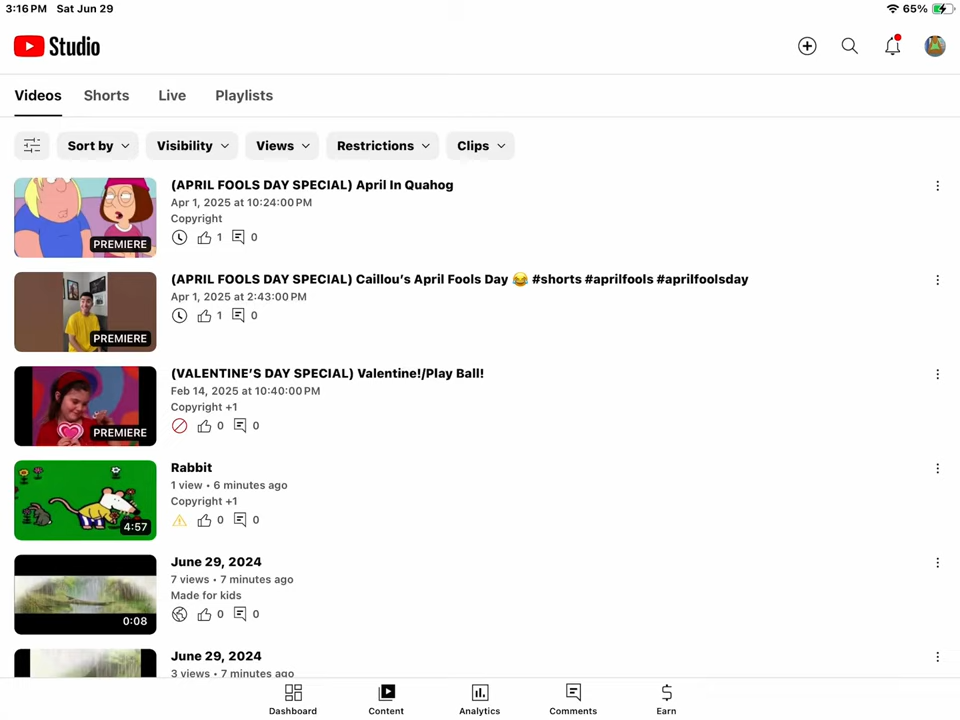 3:16 PM Sat Jun 29
65%
Studio
Videos Shorts Live Playlists
Sort by Visibility Views Restrictions Clips
(APRIL FOOLS DAY SPECIAL) April In Quahog
Apr 1, 2025 at 10:24:00 PM
Copyright
1 0
PREMIERE
(APRIL FOOLS DAY SPECIAL) Caillou’s April Fools Day 😂 #shorts #aprilfools #aprilfoolsday
Apr 1, 2025 at 2:43:00 PM
1 0
PREMIERE
(VALENTINE’S DAY SPECIAL) Valentine!/Play Ball!
Feb 14, 2025 at 10:40:00 PM
Copyright +1
0 0
PREMIERE
Rabbit
1 view • 6 minutes ago
Copyright +1
0 0
4:57
June 29, 2024
7 views • 7 minutes ago
Made for kids
0 0
0:08
June 29, 2024
3 views • 7 minutes ago
Dashboard Content Analytics Comments Earn